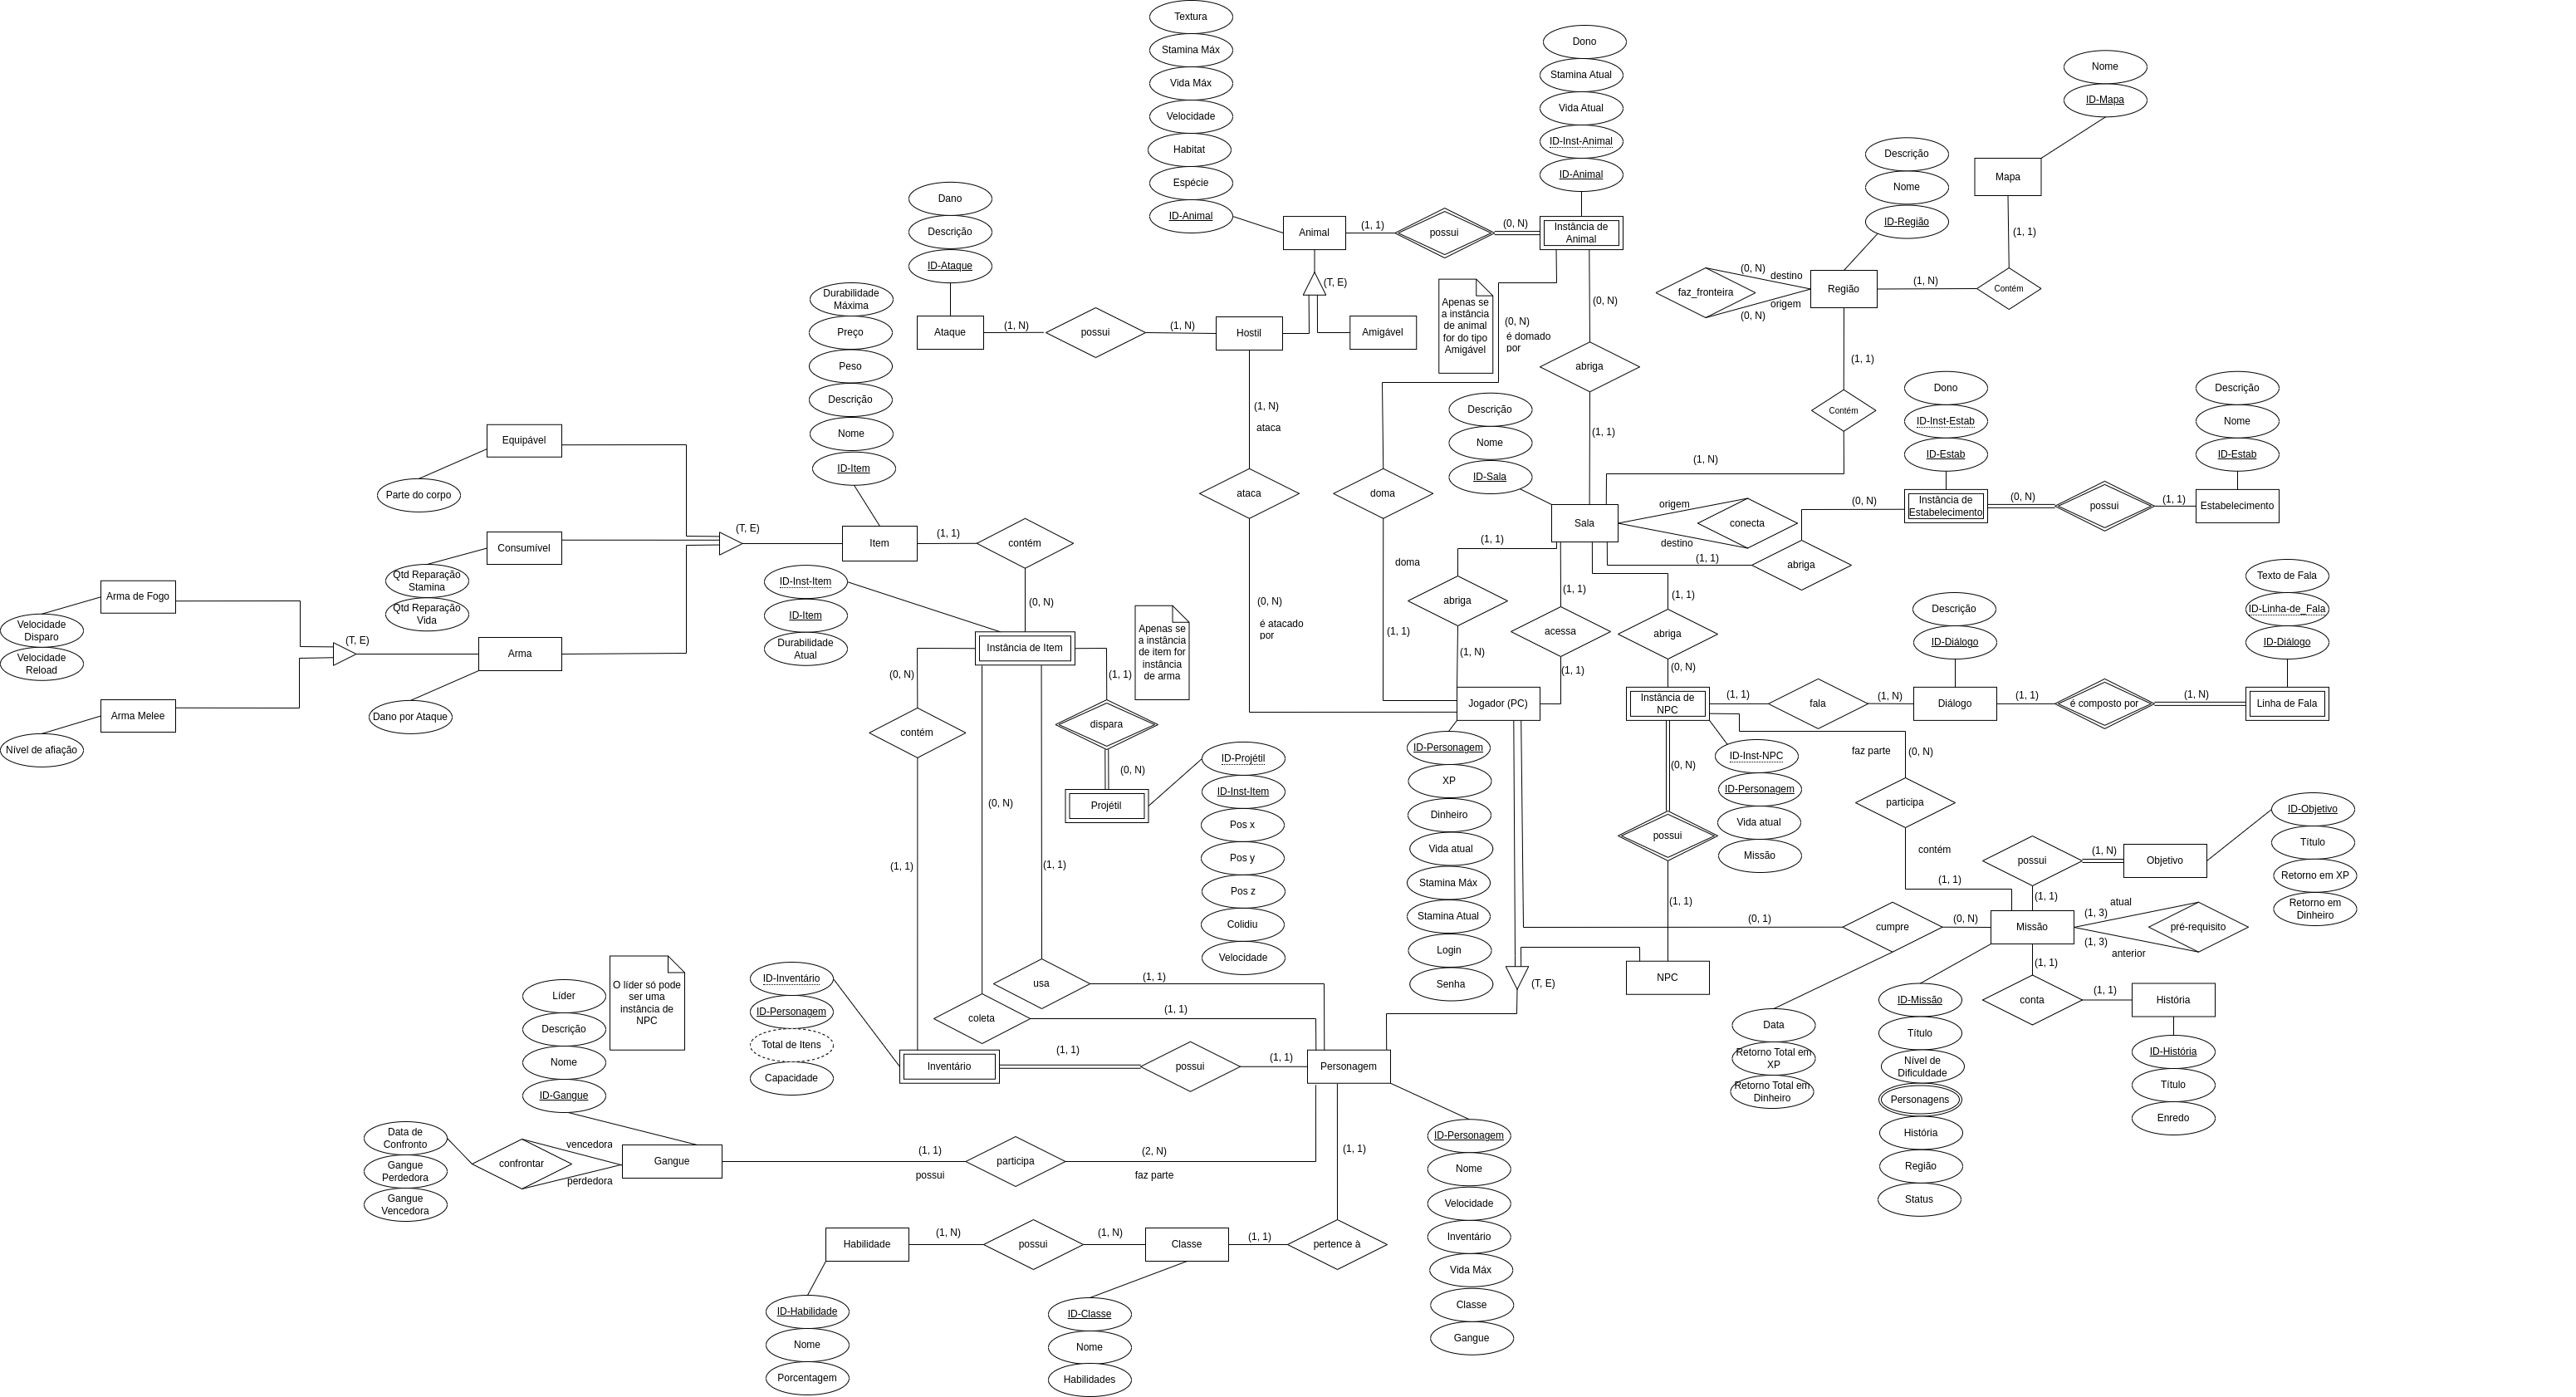 Textura
Stamina Máx
Vida Máx
Velocidade
Habitat
Espécie
ID-Animal
Dono
Stamina Atual
Vida Atual
ID-Inst-Animal
ID-Animal
Nome
ID-Mapa
Descrição
Nome
ID-Região
Mapa
(1, 1)
Contém
(1, N)
Região
(0, N)
destino
faz_fronteira
origem
(0, N)
(1, 1)
Contém
(1, N)
Dano
Descrição
ID-Ataque
Ataque
(1, N)
possui
(1, N)
Hostil
Animal
(1, 1)
possui
(0, N)
Instância de
Animal
(T, E)
Amigável
Apenas se
a instância
de animal
for do tipo
Amigável
(0, N)
é domado
por
(0, N)
abriga
(1, 1)
Durabilidade
Máxima
Preço
Peso
Descrição
Nome
ID-Item
Item
(1, N)
ataca
ataca
(0, N)
é atacado
por
doma
doma
(1, 1)
Descrição
Nome
ID-Sala
Sala
origem
conecta
destino
(1, 1)
abriga
(0, N)
Dono
ID-Inst-Estab
ID-Estab
Instância de
Estabelecimento
(0, N)
possui
(1, 1)
Descrição
Nome
ID-Estab
Estabelecimento
Equipável
Parte do corpo
Consumível
Qtd Reparação
Stamina
Qtd Reparação
Vida
(T, E)
Arma
Dano por Ataque
(T, E)
Arma de Fogo
Velocidade
Disparo
Velocidade
Reload
Arma Melee
Nível de afiação
(1, 1)
contém
(0, N)
ID-Inst-Item
ID-Item
Durabilidade
Atual
Instância de Item
(0, N)
contém
(1, 1)
(0, N)
(1, 1)
(1, 1)
dispara
(0, N)
Projétil
Apenas se
a instância
de item for
instância
de arma
ID-Projétil
ID-Inst-Item
Pos x
Pos y
Pos z
Colidiu
Velocidade
(1, 1)
abriga
(1, N)
(1, 1)
acessa
(1, 1)
(1, 1)
abriga
(0, N)
Jogador (PC)
ID-Personagem
XP
Dinheiro
Vida atual
Stamina Máx
Stamina Atual
Login
Senha
Instância de
NPC
(1, 1)
fala
(1, N)
Descrição
ID-Diálogo
Diálogo
(1, 1)
é composto por
(1, N)
Texto de Fala
ID-Linha-de_Fala
ID-Diálogo
Linha de Fala
ID-Inst-NPC
ID-Personagem
Vida atual
Missão
(0, N)
possui
(1, 1)
NPC
(T, E)
faz parte
(0, N)
participa
contém
(1, 1)
(0, 1)
cumpre
(0, N)
Data
Retorno Total em
XP
Retorno Total em
Dinheiro
possui
(1, N)
Objetivo
(1, 1)
ID-Objetivo
Título
Retorno em XP
Retorno em
Dinheiro
Missão
atual
(1, 3)
pré-requisito
(1, 3)
anterior
(1, 1)
conta
(1, 1)
História
ID-História
Título
Enredo
ID-Missão
Título
Nível de
Dificuldade
Personagens
História
Região
Status
usa
(1, 1)
coleta
(1, 1)
ID-Inventário
ID-Personagem
Total de Itens
Capacidade
Inventário
(1, 1)
possui
(1, 1)
Personagem
ID-Personagem
Nome
Velocidade
Inventário
Vida Máx
Classe
Gangue
Líder
Descrição
Nome
ID-Gangue
O líder só pode
ser uma
instância de
NPC
Data de
Confronto
Gangue
Perdedora
Gangue
Vencedora
confrontar
vencedora
perdedora
Gangue
(1, 1)
possui
participa
(2, N)
faz parte
(1, 1)
pertence à
(1, 1)
Classe
(1, N)
possui
(1, N)
Habilidade
ID-Habilidade
Nome
Porcentagem
ID-Classe
Nome
Habilidades